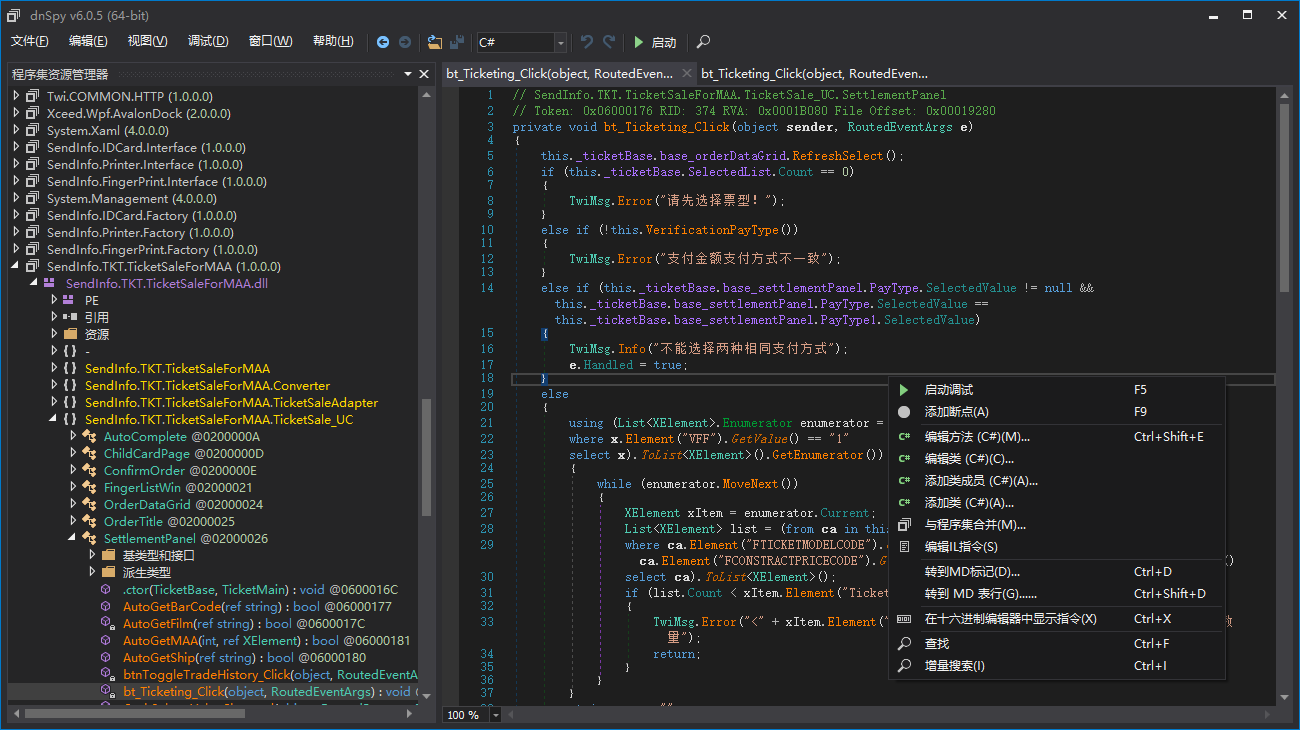 dnSpy v6.0.5 (64-bit)
文件(F) 编辑(E) 视图(V) 调试(D) 窗口(W) 帮助(H) C# 启动
程序集资源管理器
Twi.COMMON.HTTP (1.0.0.0)
Xceed.Wpf.AvalonDock (2.0.0.0)
System.Xaml (4.0.0.0)
SendInfo.IDCard.Interface (1.0.0.0)
SendInfo.Printer.Interface (1.0.0.0)
SendInfo.FingerPrint.Interface (1.0.0.0)
System.Management (4.0.0.0)
SendInfo.IDCard.Factory (1.0.0.0)
SendInfo.Printer.Factory (1.0.0.0)
SendInfo.FingerPrint.Factory (1.0.0.0)
SendInfo.TKT.TicketSaleForMAA (1.0.0.0)
SendInfo.TKT.TicketSaleForMAA.dll
PE
引用
资源
{ } -
{ } SendInfo.TKT.TicketSaleForMAA
{ } SendInfo.TKT.TicketSaleForMAA.Converter
{ } SendInfo.TKT.TicketSaleForMAA.TicketSaleAdapter
{ } SendInfo.TKT.TicketSaleForMAA.TicketSale_UC
AutoComplete @0200000A
ChildCardPage @0200000D
ConfirmOrder @0200000E
FingerListWin @02000021
OrderDataGrid @02000024
OrderTitle @02000025
SettlementPanel @02000026
基类型和接口
派生类型
.ctor(TicketBase, TicketMain) : void @0600016C
AutoGetBarCode(ref string) : bool @06000177
AutoGetFilm(ref string) : bool @0600017C
AutoGetMAA(int, ref XElement) : bool @06000181
AutoGetShip(ref string) : bool @06000180
btnToggleTradeHistory_Click(object, RoutedEventA
bt_Ticketing_Click(object, RoutedEventArgs) : void
bt_Ticketing_Click(object, RoutedEven... bt_Ticketing_Click(object, RoutedEven...
1 // SendInfo.TKT.TicketSaleForMAA.TicketSale_UC.SettlementPanel
2 // Token: 0x06000176 RID: 374 RVA: 0x0001B080 File Offset: 0x00019280
3 private void bt_Ticketing_Click(object sender, RoutedEventArgs e)
4 {
5 this._ticketBase.base_orderDataGrid.RefreshSelect();
6 if (this._ticketBase.SelectedList.Count == 0)
7 {
8 TwiMsg.Error("请先选择票型！");
9 }
10 else if (!this.VerificationPayType())
11 {
12 TwiMsg.Error("支付金额支付方式不一致");
13 }
14 else if (this._ticketBase.base_settlementPanel.PayType.SelectedValue != null &&
this._ticketBase.base_settlementPanel.PayType.SelectedValue ==
this._ticketBase.base_settlementPanel.PayType1.SelectedValue)
15 {
16 TwiMsg.Info("不能选择两种相同支付方式");
17 e.Handled = true;
18 }
19 else
20 {
21 using (List<XElement>.Enumerator enumerator =
22 where x.Element("VFF").GetValue() == "1"
23 select x).ToList<XElement>().GetEnumerator())
24 {
25 while (enumerator.MoveNext())
26 {
27 XElement xItem = enumerator.Current;
28 List<XElement> list = (from ca in this
29 where ca.Element("FTICKETMODELCODE").
ca.Element("FCONSTRACTPRICECODE").G ()
30 select ca).ToList<XElement>();
31 if (list.Count < xItem.Element("Ticket
32 {
33 TwiMsg.Error("<" + xItem.Element(" 数
量");
34 return;
35 }
36 }
37 }
100 %
启动调试 F5
添加断点(A) F9
编辑方法 (C#)(M)... Ctrl+Shift+E
编辑类 (C#)(C)...
添加类成员 (C#)(A)...
添加类 (C#)(A)...
与程序集合并(M)...
编辑IL指令(S)
转到MD标记(D)... Ctrl+D
转到 MD 表行(G)...... Ctrl+Shift+D
在十六进制编辑器中显示指令(X) Ctrl+X
查找 Ctrl+F
增量搜索(I) Ctrl+I